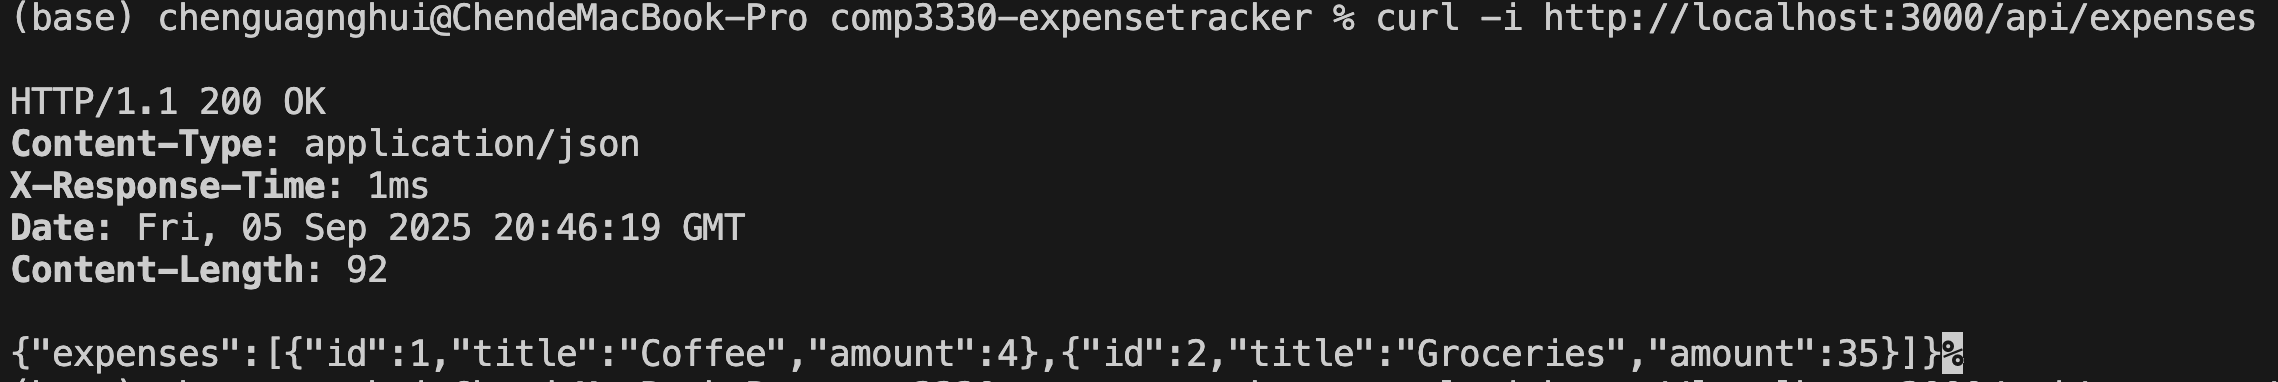 (base) chenguagnghui@ChendeMacBook-Pro comp3330-expensetracker % curl -i http://localhost:3000/api/expenses
HTTP/1.1 200 OK
Content-Type: application/json
X-Response-Time: 1ms
Date: Fri, 05 Sep 2025 20:46:19 GMT
Content-Length: 92
{"expenses":[{"id":1,"title":"Coffee","amount":4},{"id":2,"title":"Groceries","amount":35}]}%